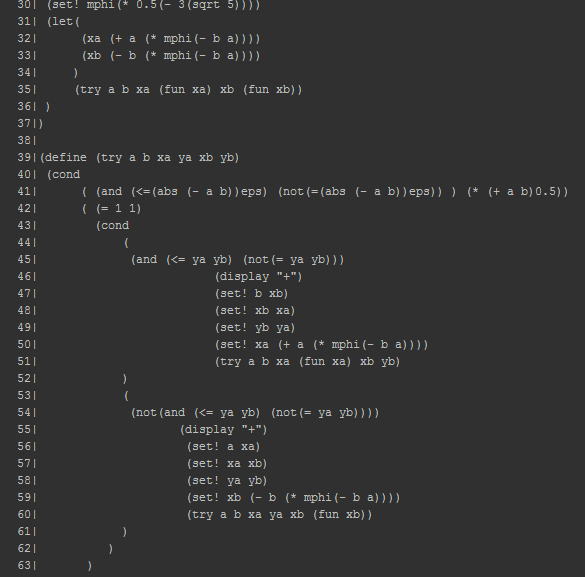 30| (set! mphi(* 0.5(- 3(sqrt 5))))
31| (let(
32|      (xa (+ a (* mphi(- b a))))
33|      (xb (- b (* mphi(- b a))))
34|     )
35|     (try a b xa (fun xa) xb (fun xb))
36| )
37|)
38|
39|(define (try a b xa ya xb yb)
40| (cond
41|      ( (and (<=(abs (- a b))eps) (not(=(abs (- a b))eps)) ) (* (+ a b)0.5))
42|      ( (= 1 1)
43|        (cond
44|            (
45|             (and (<= ya yb) (not(= ya yb)))
46|                         (display "+")
47|                         (set! b xb)
48|                         (set! xb xa)
49|                         (set! yb ya)
50|                         (set! xa (+ a (* mphi(- b a))))
51|                         (try a b xa (fun xa) xb yb)
52|            )
53|            (
54|             (not(and (<= ya yb) (not(= ya yb))))
55|                    (display "+")
56|                     (set! a xa)
57|                     (set! xa xb)
58|                     (set! ya yb)
59|                     (set! xb (- b (* mphi(- b a))))
60|                     (try a b xa ya xb (fun xb))
61|            )
62|          )
63|       )